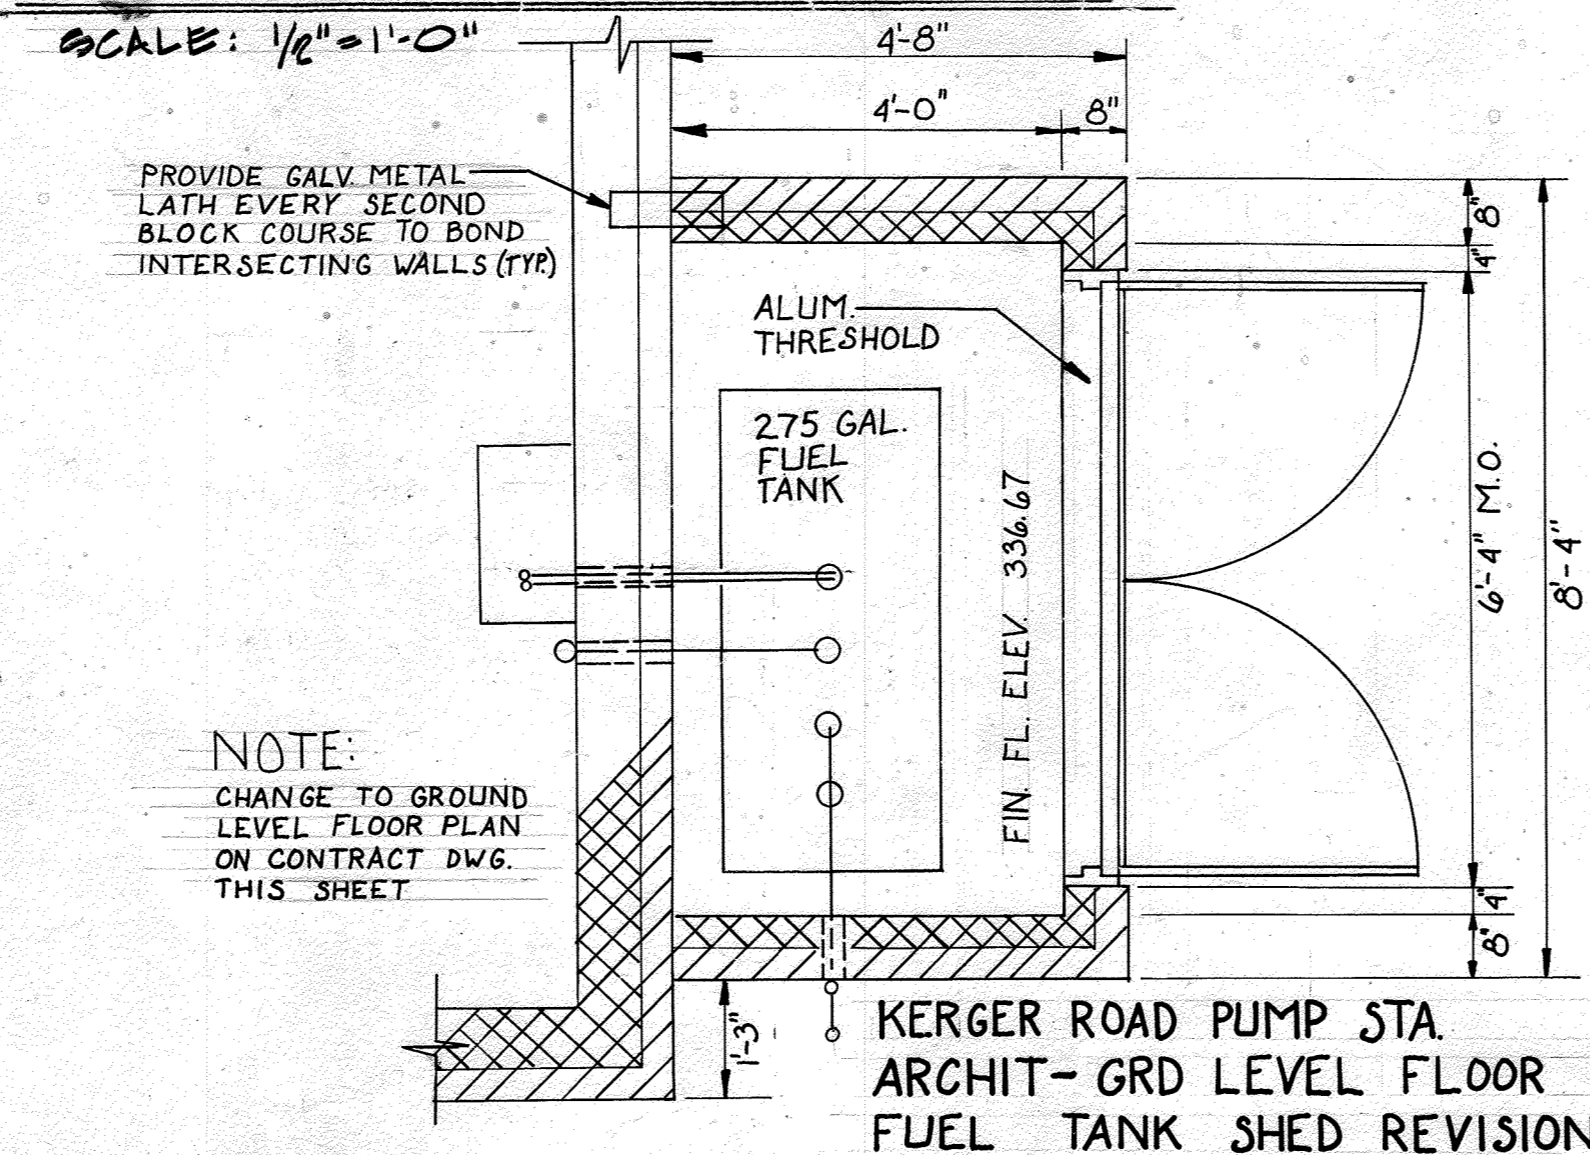 SCALE: 1/2" = 1'-0"
4'-8"
4'-0"
8"
PROVIDE GALV. METAL
LATH EVERY SECOND
BLOCK COURSE TO BOND
INTERSECTING WALLS (TYP.)
8"
4"
ALUM.
THRESHOLD
275 GAL.
FUEL
TANK
FIN. FL. ELEV. 336.67
6'-4" M.O.
8'-4"
NOTE:
CHANGE TO GROUND
LEVEL FLOOR PLAN
ON CONTRACT DWG.
THIS SHEET
4"
8"
1'-3"
KERGER ROAD PUMP STA.
ARCHIT- GRD LEVEL FLOOR
FUEL TANK SHED REVISION